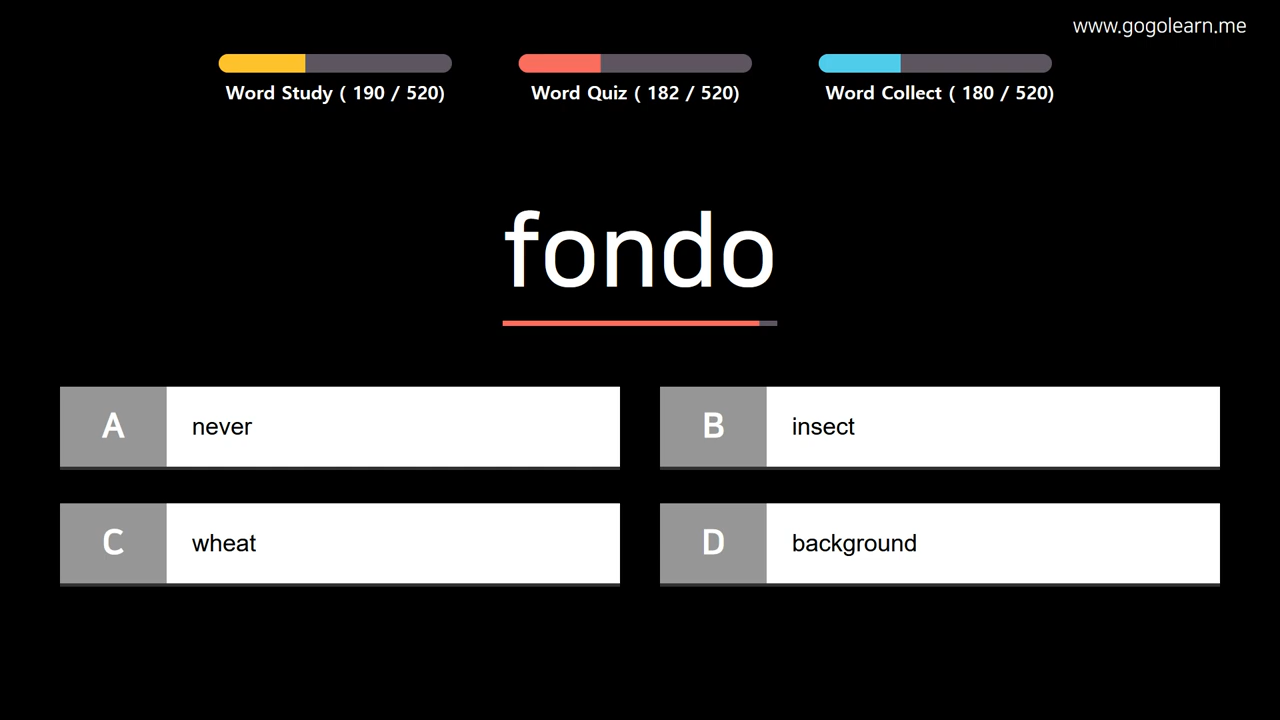 www.gogolearn.me
Word Study ( 190 / 520)
Word Quiz ( 182 / 520)
Word Collect ( 180 / 520)
fondo
A never
B insect
C wheat
D background